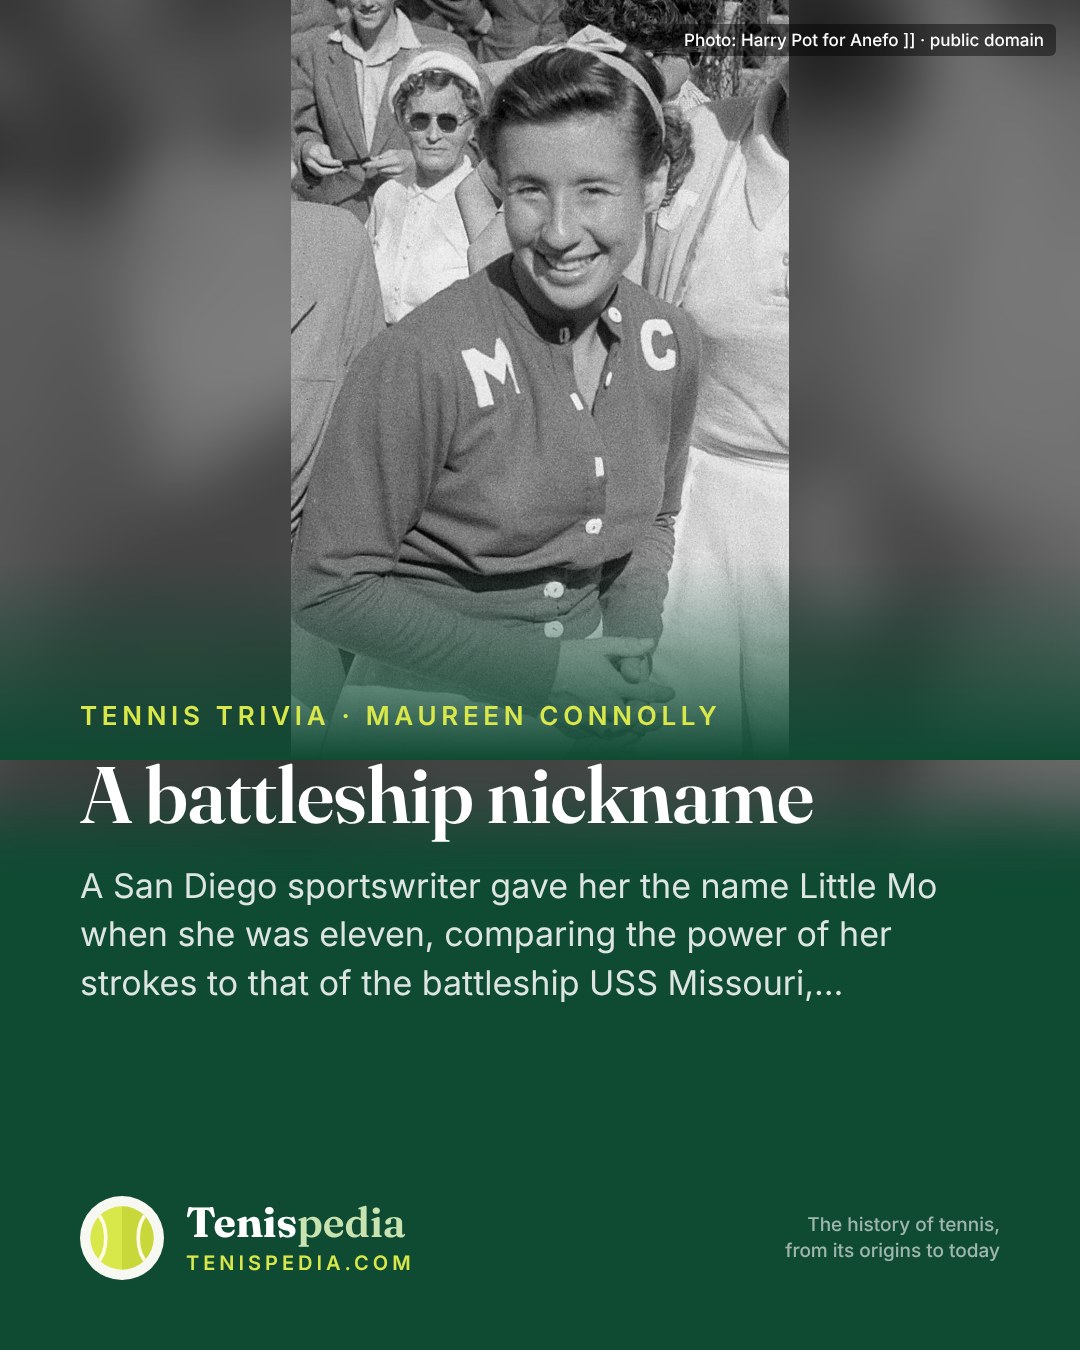 Photo: Harry Pot for Anefo ]] · public domain
M C
TENNIS TRIVIA · MAUREEN CONNOLLY
A battleship nickname
A San Diego sportswriter gave her the name Little Mo
when she was eleven, comparing the power of her
strokes to that of the battleship USS Missouri,...
Tenispedia
TENISPEDIA.COM
The history of tennis,
from its origins to today